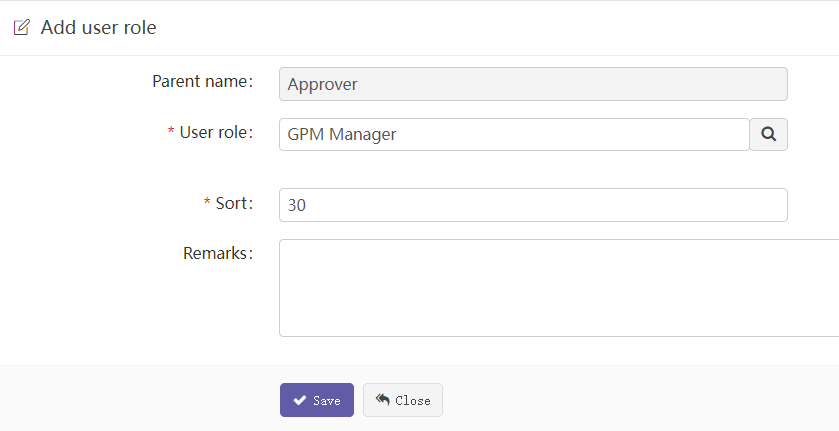 Add user role
Parent name: Approver
* User role: GPM Manager
* Sort: 30
Remarks:
Save Close